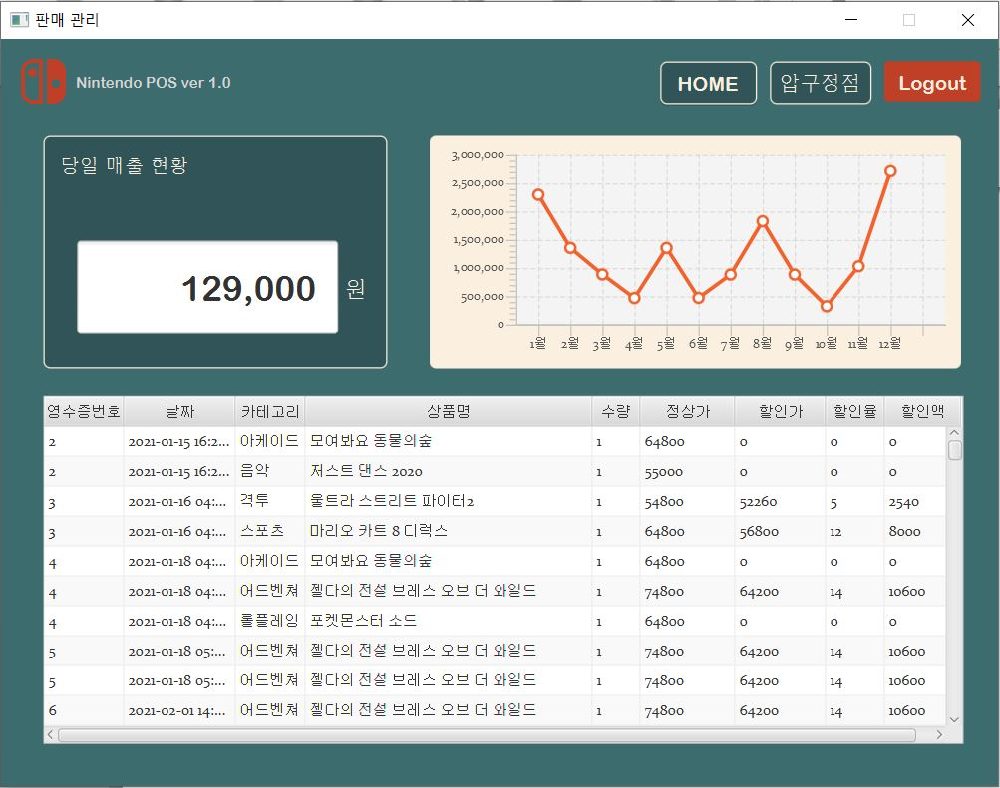 판매 관리
Nintendo POS ver 1.0
HOME
압구정점
Logout
당일 매출 현황
129,000 원
3,000,000
2,500,000
2,000,000
1,500,000
1,000,000
500,000
0
1월 2월 3월 4월 5월 6월 7월 8월 9월 10월 11월 12월
영수증번호 날짜 카테고리 상품명 수량 정상가 할인가 할인율 할인액
2 2021-01-15 16:2... 아케이드 모여봐요 동물의숲 1 64800 0 0 0
2 2021-01-15 16:2... 음악 저스트 댄스 2020 1 55000 0 0 0
3 2021-01-16 04:... 격투 울트라 스트리트 파이터2 1 54800 52260 5 2540
3 2021-01-16 04:... 스포츠 마리오 카트 8 디럭스 1 64800 56800 12 8000
4 2021-01-18 04:... 아케이드 모여봐요 동물의숲 1 64800 0 0 0
4 2021-01-18 04:... 어드벤쳐 젤다의 전설 브레스 오브 더 와일드 1 74800 64200 14 10600
4 2021-01-18 04:... 롤플레잉 포켓몬스터 소드 1 64800 0 0 0
5 2021-01-18 05:... 어드벤쳐 젤다의 전설 브레스 오브 더 와일드 1 74800 64200 14 10600
5 2021-01-18 05:... 어드벤쳐 젤다의 전설 브레스 오브 더 와일드 1 74800 64200 14 10600
6 2021-02-01 14:... 어드벤쳐 젤다의 전설 브레스 오브 더 와일드 1 74800 64200 14 10600